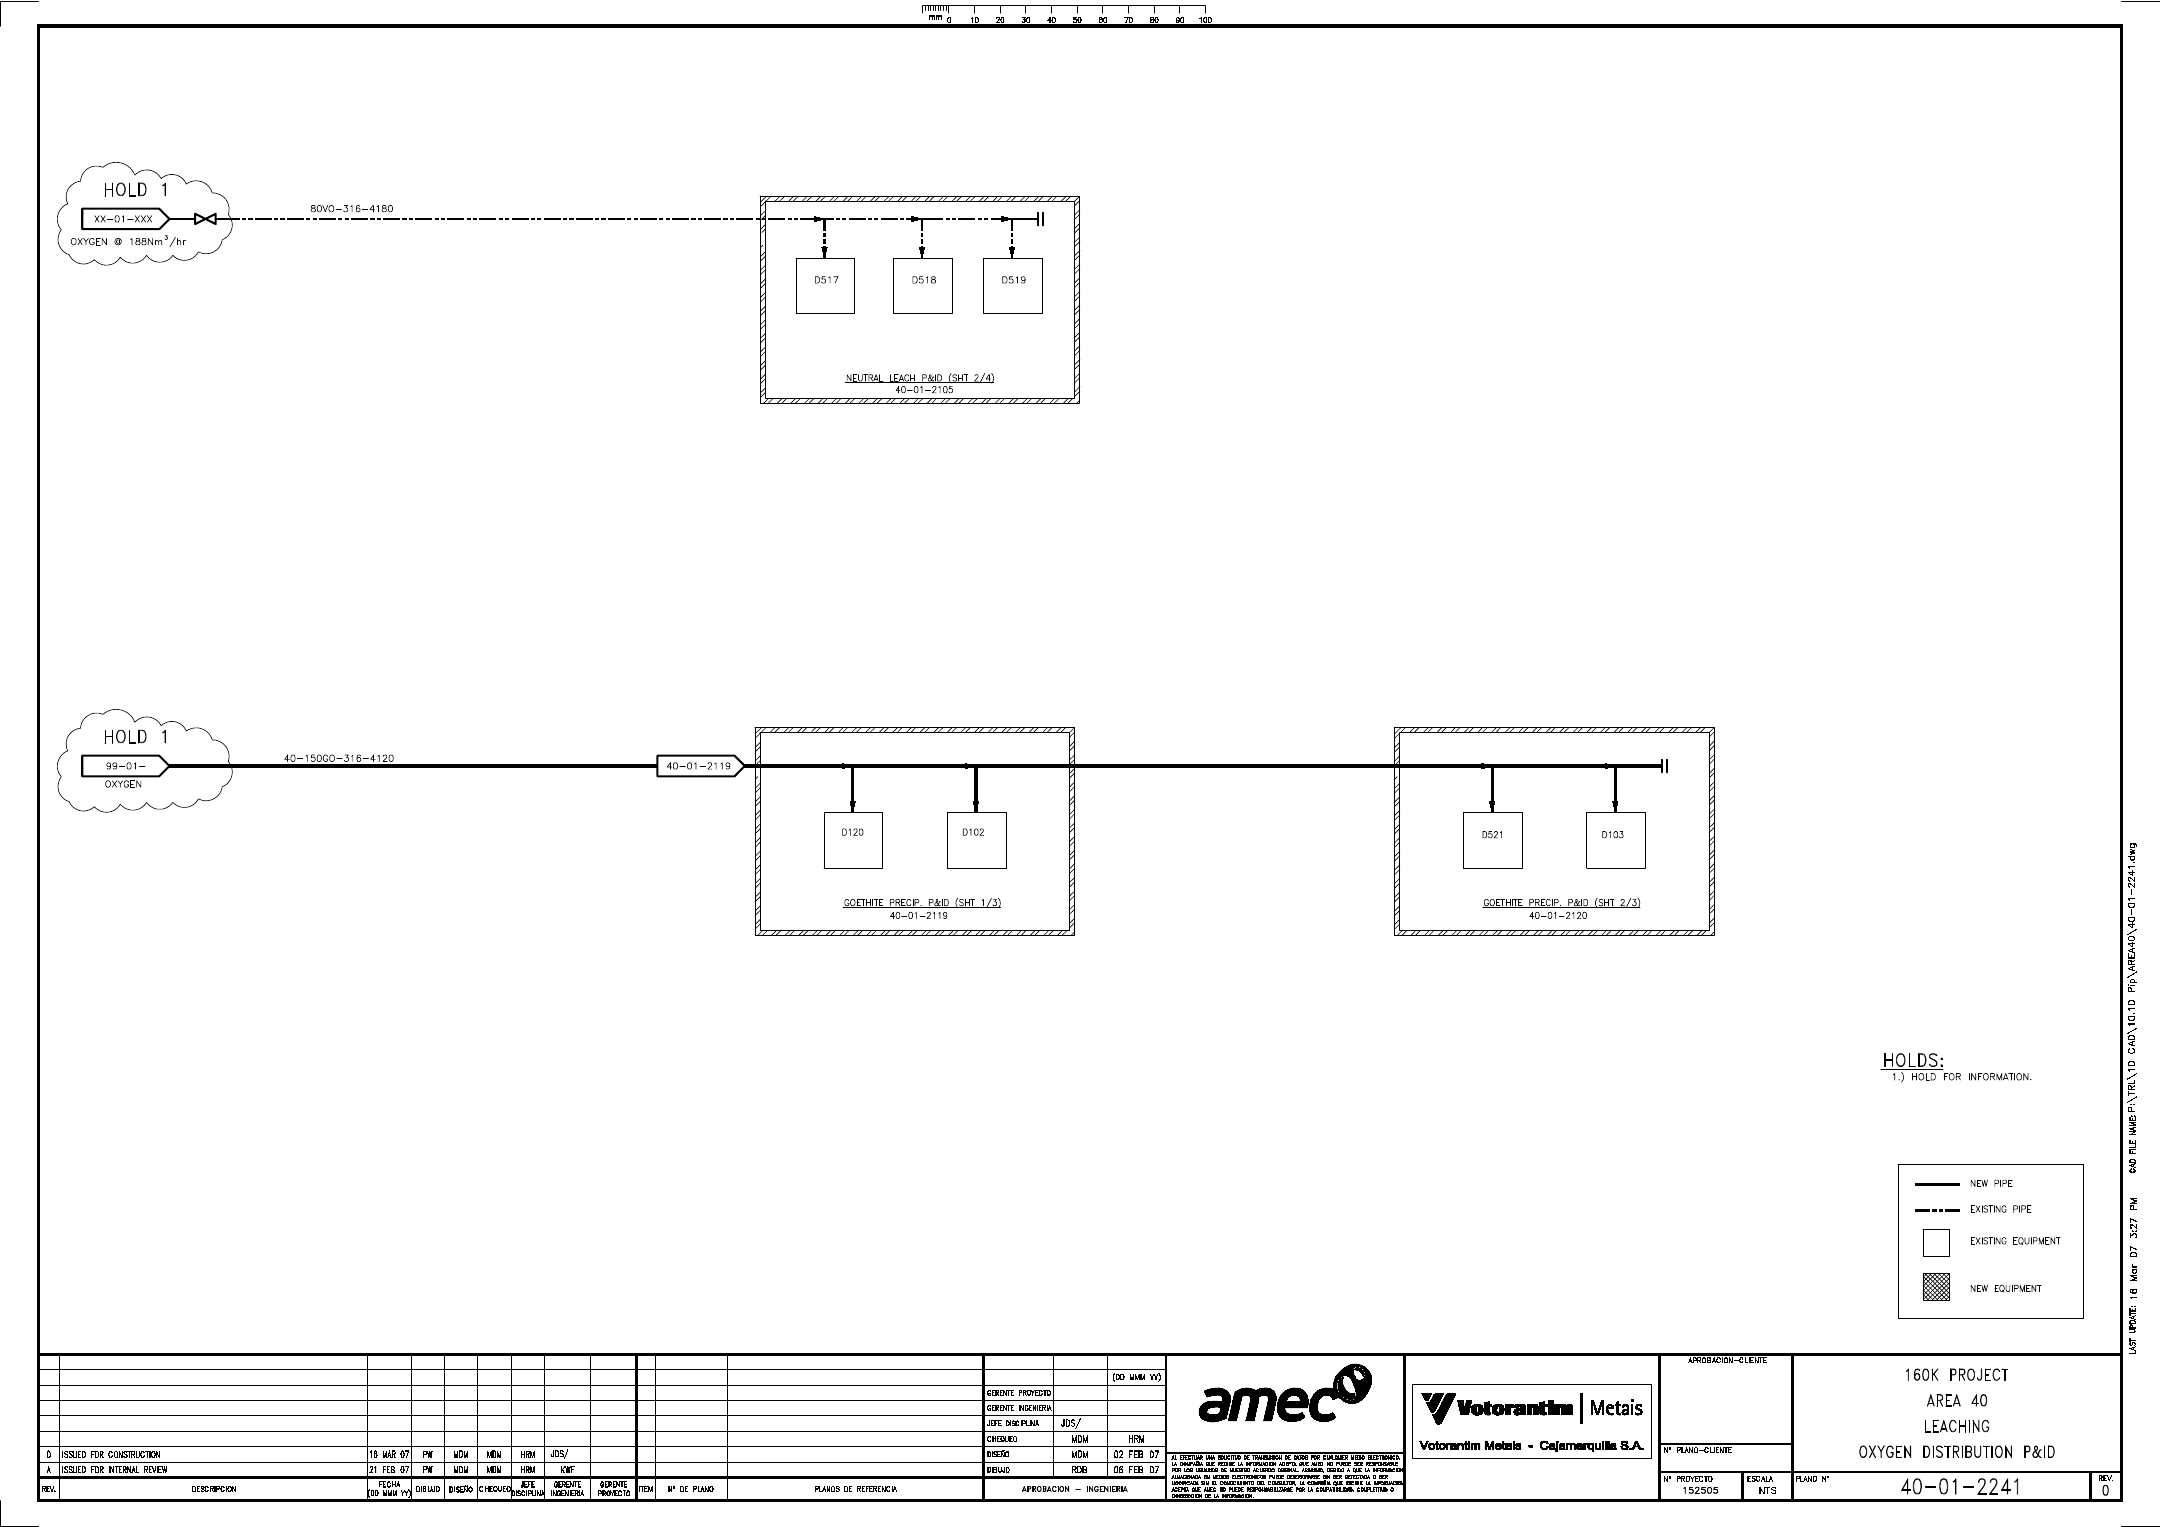 mm 0 10 20 30 40 50 60 70 80 90 100
HOLD 1
XX-01-XXX
OXYGEN @ 188Nm³/hr
80VO-316-4180
D517
D518
D519
NEUTRAL LEACH P&ID (SHT 2/4)
40-01-2105
HOLD 1
99-01-
OXYGEN
40-150GO-316-4120
40-01-2119
D120
D102
GOETHITE PRECIP. P&ID (SHT 1/3)
40-01-2119
D521
D103
GOETHITE PRECIP. P&ID (SHT 2/3)
40-01-2120
HOLDS:
1.) HOLD FOR INFORMATION.
NEW PIPE
EXISTING PIPE
EXISTING EQUIPMENT
NEW EQUIPMENT
LAST UPDATE: 16 Mar 07 3:27 PM CAD FILE NAME: P:\TRL\1D CAD\10.1D Pip\AREA40\40-01-2241.dwg
0 ISSUED FOR CONSTRUCTION 16 MAR 07 PW MDM MDM HRM JDS/
A ISSUED FOR INTERNAL REVIEW 21 FEB 07 PW MDM MDM HRM KWF
REV. DESCRIPCION FECHA (DD MMM YY) DIBUJO DISEÑO CHEQUEO JEFE DISCIPLINA GERENTE INGENIERIA GERENTE PROYECTO
ITEM N° DE PLANO PLANOS DE REFERENCIA
(DD MMM YY)
GERENTE PROYECTO
GERENTE INGENIERIA
JEFE DISCIPLINA JDS/
CHEQUEO MDM HRM
DISEÑO MDM 02 FEB 07
DIBUJO RDB 06 FEB 07
APROBACION - INGENIERIA
amec
Votorantim | Metais
Votorantim Metais - Cajamarquilla S.A.
APROBACION-CLIENTE
N° PLANO-CLIENTE
N° PROYECTO
152505
ESCALA
NTS
160K PROJECT
AREA 40
LEACHING
OXYGEN DISTRIBUTION P&ID
PLANO N°
40-01-2241
REV.
0